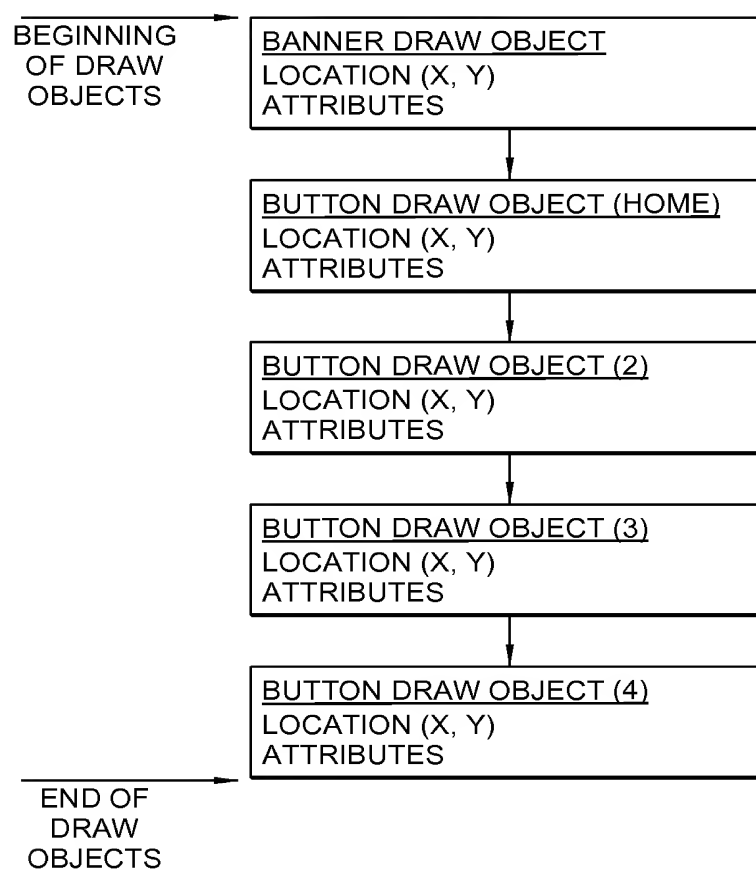 BEGINNING
OF DRAW
OBJECTS
BANNER DRAW OBJECT
LOCATION (X, Y)
ATTRIBUTES
BUTTON DRAW OBJECT (HOME)
LOCATION (X, Y)
ATTRIBUTES
BUTTON DRAW OBJECT (2)
LOCATION (X, Y)
ATTRIBUTES
BUTTON DRAW OBJECT (3)
LOCATION (X, Y)
ATTRIBUTES
BUTTON DRAW OBJECT (4)
LOCATION (X, Y)
ATTRIBUTES
END OF
DRAW
OBJECTS